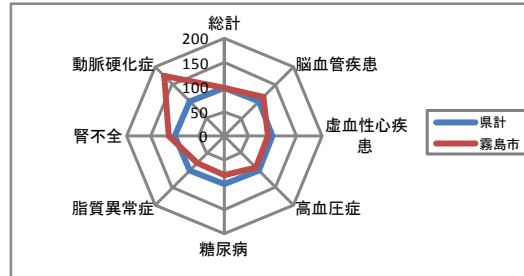 総計
200
150
100
50
0
脳血管疾患
虚血性心疾
患
高血圧症
糖尿病
脂質異常症
腎不全
動脈硬化症
県計
霧島市